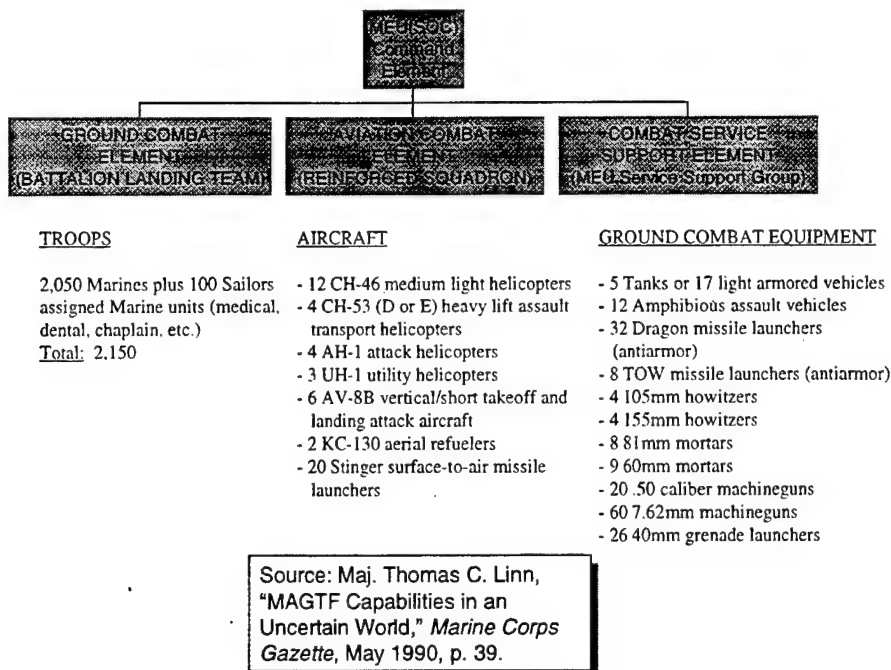 MEU(SOC)
Command
Element
GROUND COMBAT
ELEMENT
(BATTALION LANDING TEAM)
AVIATION COMBAT
ELEMENT
(REINFORCED SQUADRON)
COMBAT SERVICE
SUPPORT ELEMENT
(MEU Service Support Group)
TROOPS
2,050 Marines plus 100 Sailors
assigned Marine units (medical,
dental, chaplain, etc.)
Total: 2,150
AIRCRAFT
- 12 CH-46 medium light helicopters
- 4 CH-53 (D or E) heavy lift assault
transport helicopters
- 4 AH-1 attack helicopters
- 3 UH-1 utility helicopters
- 6 AV-8B vertical/short takeoff and
landing attack aircraft
- 2 KC-130 aerial refuelers
- 20 Stinger surface-to-air missile
launchers
GROUND COMBAT EQUIPMENT
- 5 Tanks or 17 light armored vehicles
- 12 Amphibious assault vehicles
- 32 Dragon missile launchers
(antiarmor)
- 8 TOW missile launchers (antiarmor)
- 4 105mm howitzers
- 4 155mm howitzers
- 8 81mm mortars
- 9 60mm mortars
- 20 .50 caliber machineguns
- 60 7.62mm machineguns
- 26 40mm grenade launchers
Source: Maj. Thomas C. Linn,
"MAGTF Capabilities in an
Uncertain World," Marine Corps
Gazette, May 1990, p. 39.